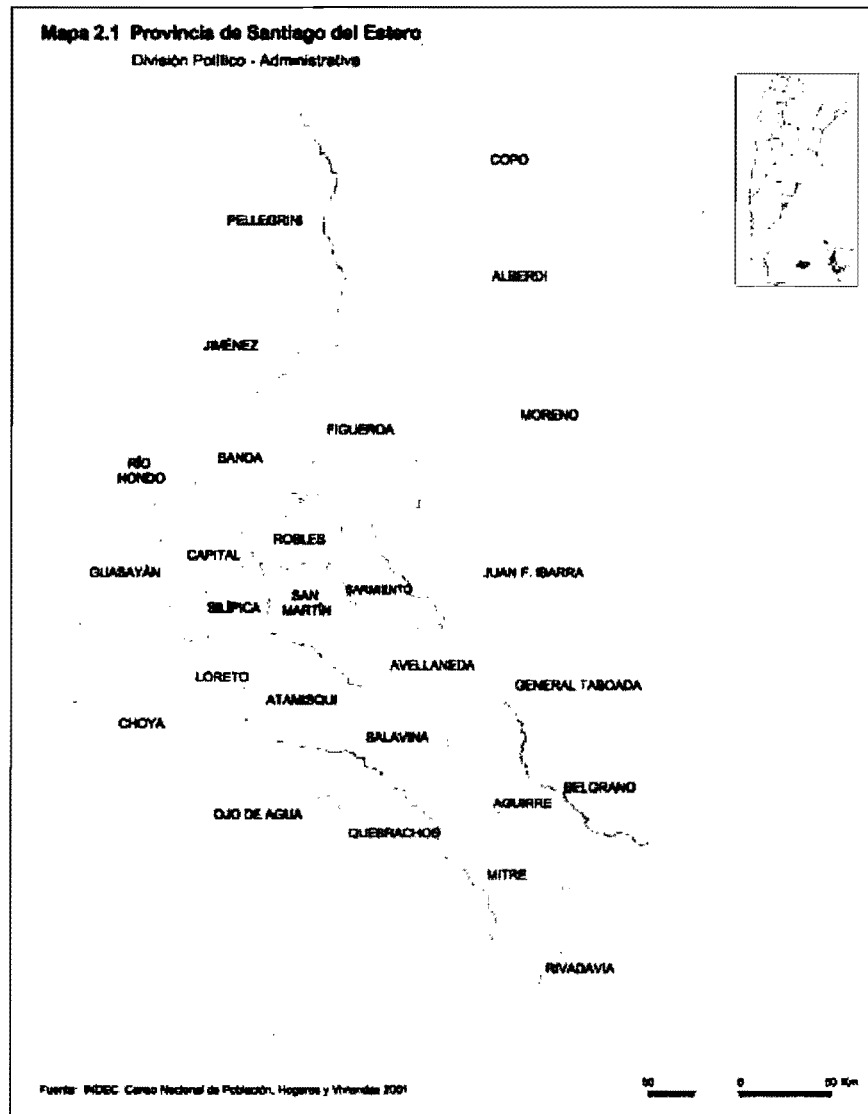 Mapa 2.1 Provincia de Santiago del Estero
División Político - Administrativa
COPO
PELLEGRINI
ALBERDI
JIMÉNEZ
MORENO
FIGUEROA
BANDA
RÍO
HONDO
ROBLES
CAPITAL
GUASAYÁN
JUAN F. IBARRA
SARMIENTO
SAN
MARTÍN
SILÍPICA
AVELLANEDA
LORETO
GENERAL TABOADA
ATAMISQUI
CHOYA
SALAVINA
BELGRANO
AGUIRRE
OJO DE AGUA
QUEBRACHOS
MITRE
RIVADAVIA
Fuente: INDEC. Censo Nacional de Población, Hogares y Viviendas 2001
50 0 50 Km